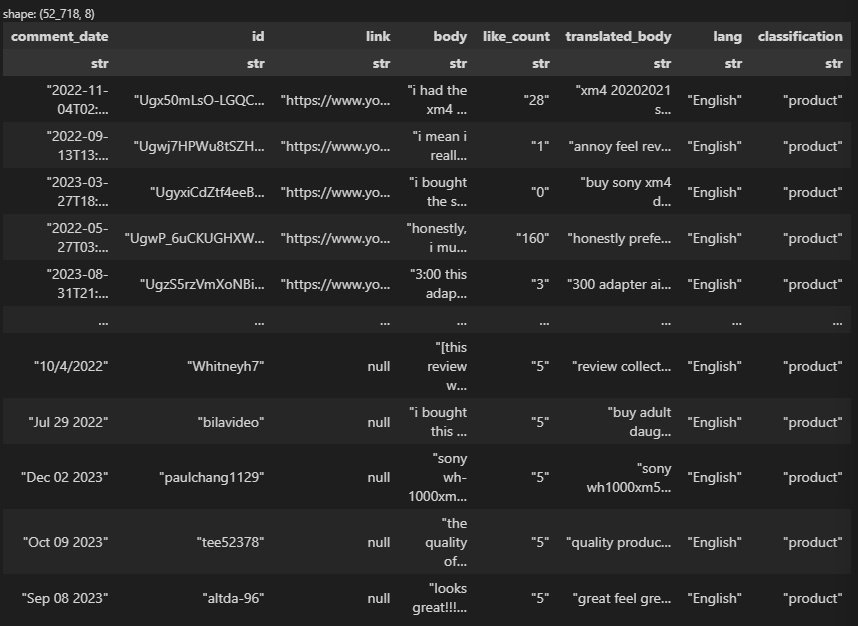 shape: (52_718, 8)
comment_date id link body like_count translated_body lang classification
str str str str str str str str
"2022-11-
04T02:... "Ugx50mLsO-LGQC... "https://www.yo... "i had the
xm4 ... "28" "xm4 20202021
s... "English" "product"
"2022-09-
13T13:... "Ugwj7HPWu8tSZH... "https://www.yo... "i mean i
reall... "1" "annoy feel rev... "English" "product"
"2023-03-
27T18:... "UgyxiCdZtf4eeB... "https://www.yo... "i bought
the s... "0" "buy sony xm4
d... "English" "product"
"2022-05-
27T03:... "UgwP_6uCKUGHXW... "https://www.yo... "honestly,
i mu... "160" "honestly prefe... "English" "product"
"2023-08-
31T21:... "UgzS5rzVmXoNBi... "https://www.yo... "3:00 this
adap... "3" "300 adapter ai... "English" "product"
... ... ... ... ... ... ... ...
"10/4/2022" "Whitneyh7" null "[this
review
w... "5" "review collect... "English" "product"
"Jul 29 2022" "bilavideo" null "i bought
this ... "5" "buy adult
daug... "English" "product"
"Dec 02 2023" "paulchang1129" null "sony
wh-
1000xm... "5" "sony
wh1000xm5... "English" "product"
"Oct 09 2023" "tee52378" null "the
quality
of... "5" "quality produc... "English" "product"
"Sep 08 2023" "altda-96" null "looks
great!!!... "5" "great feel gre... "English" "product"